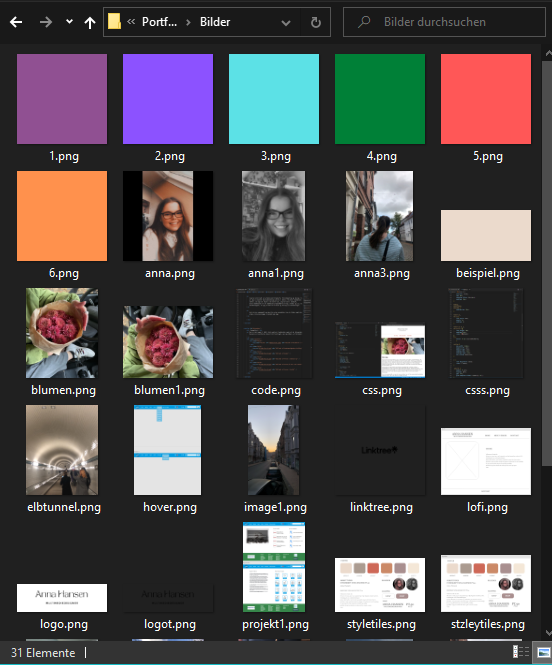 Portf...
Bilder
Bilder durchsuchen
1.png
2.png
3.png
4.png
5.png
6.png
anna.png
anna1.png
anna3.png
beispiel.png
blumen.png
blumen1.png
code.png
css.png
csss.png
Linktree
elbtunnel.png
hover.png
image1.png
linktree.png
lofi.png
Anna Hansen
Anna Hansen
logo.png
logot.png
projekt1.png
styletiles.png
stzleytiles.png
31 Elemente